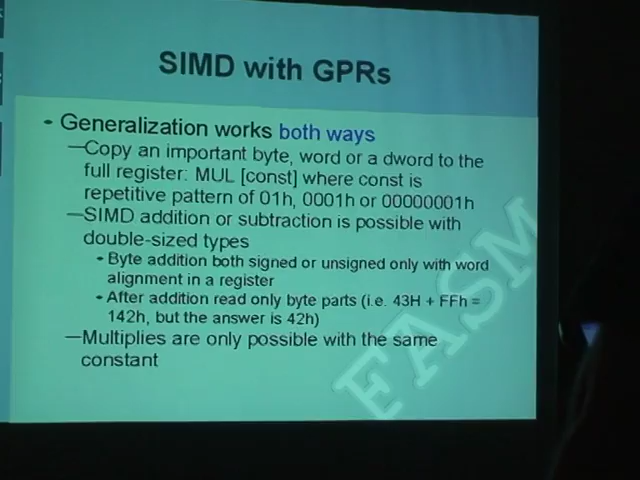 SIMD with GPRs
- Generalization works both ways
—Copy an important byte, word or a dword to the
full register: MUL [const] where const is
repetitive pattern of 01h, 0001h or 00000001h
—SIMD addition or subtraction is possible with
double-sized types
- Byte addition both signed or unsigned only with word
alignment in a register
- After addition read only byte parts (i.e. 43H + FFh =
142h, but the answer is 42h)
—Multiplies are only possible with the same
constant
FASM